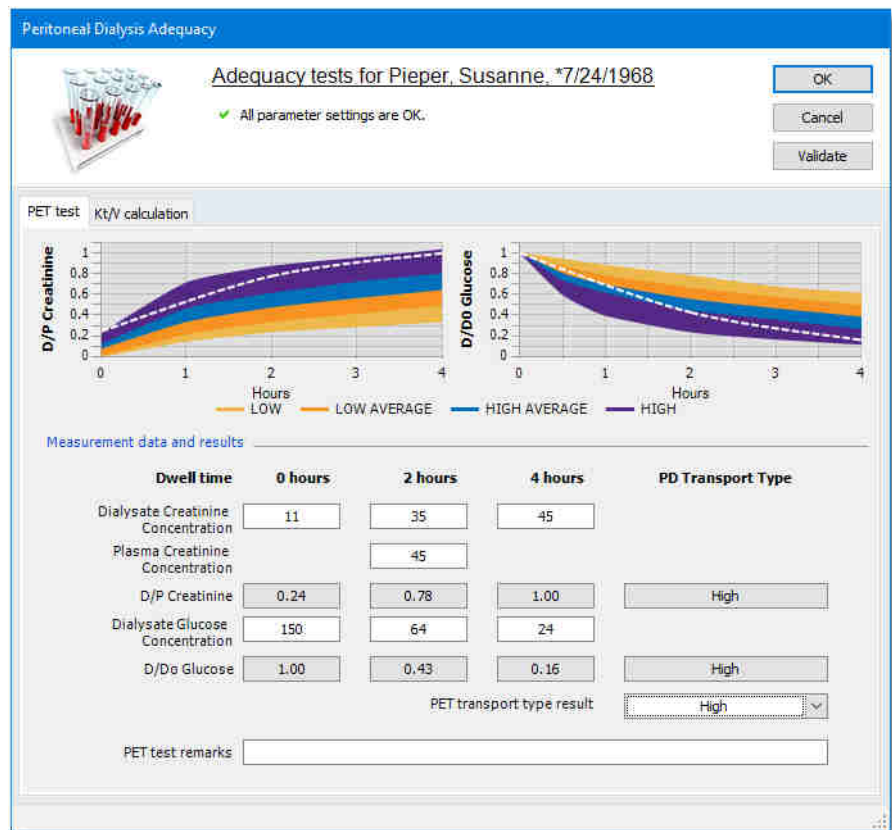 Peritoneal Dialysis Adequacy
Adequacy tests for Pieper, Susanne, *7/24/1968
All parameter settings are OK.
OK
Cancel
Validate
PET test Kt/V calculation
D/P Creatinine
1
0.8
0.6
0.4
0.2
0
0 1 2 3 4
Hours
D/D0 Glucose
1
0.8
0.6
0.4
0.2
0
0 1 2 3 4
Hours
LOW LOW AVERAGE HIGH AVERAGE HIGH
Measurement data and results
Dwell time 0 hours 2 hours 4 hours PD Transport Type
Dialysate Creatinine
Concentration 11 35 45
Plasma Creatinine
Concentration 45
D/P Creatinine 0.24 0.78 1.00 High
Dialysate Glucose
Concentration 150 64 24
D/Do Glucose 1.00 0.43 0.16 High
PET transport type result High
PET test remarks